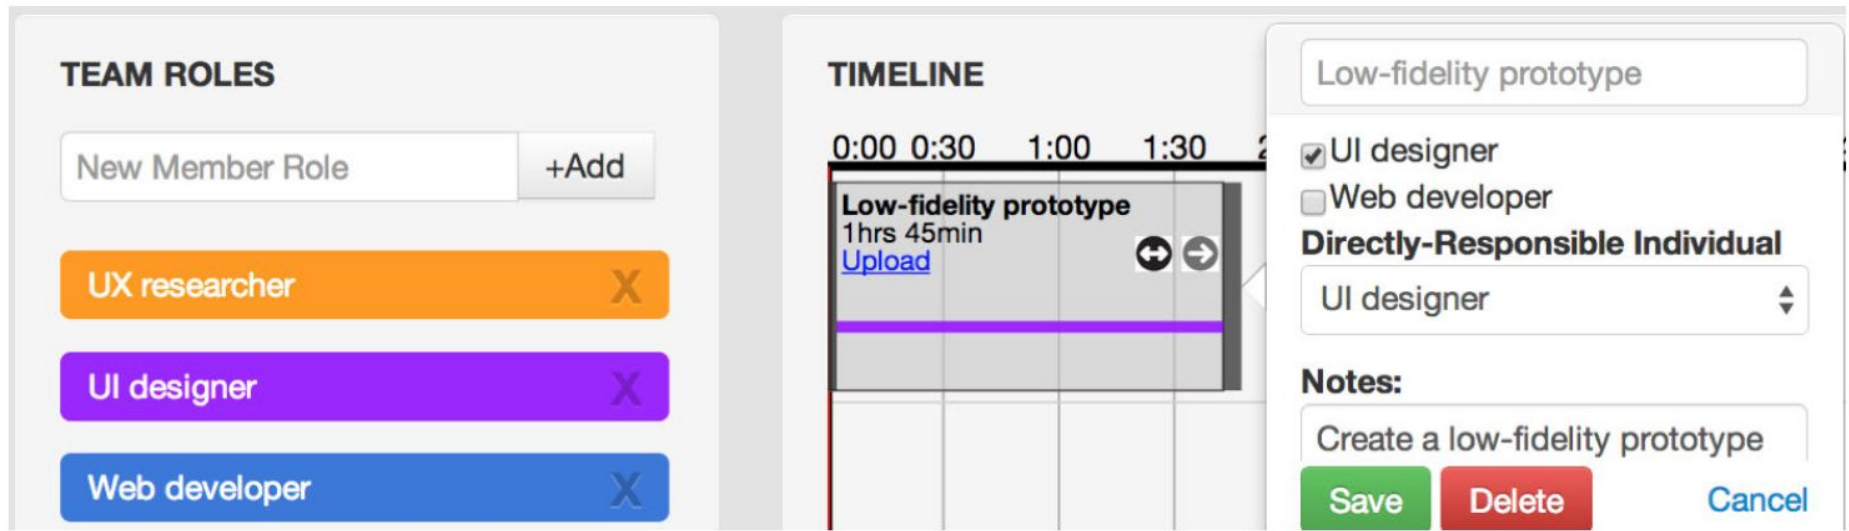 TEAM ROLES
New Member Role
+Add
UX researcher X
UI designer X
Web developer X
TIMELINE
0:00 0:30 1:00 1:30
Low-fidelity prototype
1hrs 45min
Upload
Low-fidelity prototype
UI designer
Web developer
Directly-Responsible Individual
UI designer
Notes:
Create a low-fidelity prototype
Save Delete Cancel